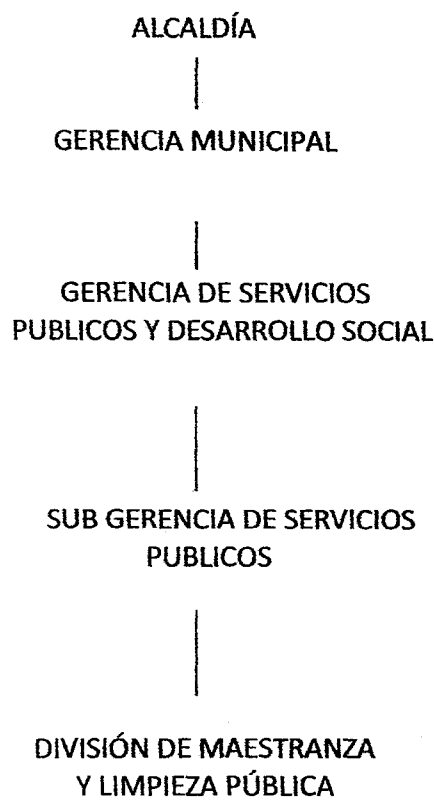 ALCALDÍA
GERENCIA MUNICIPAL
GERENCIA DE SERVICIOS
PUBLICOS Y DESARROLLO SOCIAL
SUB GERENCIA DE SERVICIOS
PUBLICOS
DIVISIÓN DE MAESTRANZA
Y LIMPIEZA PÚBLICA